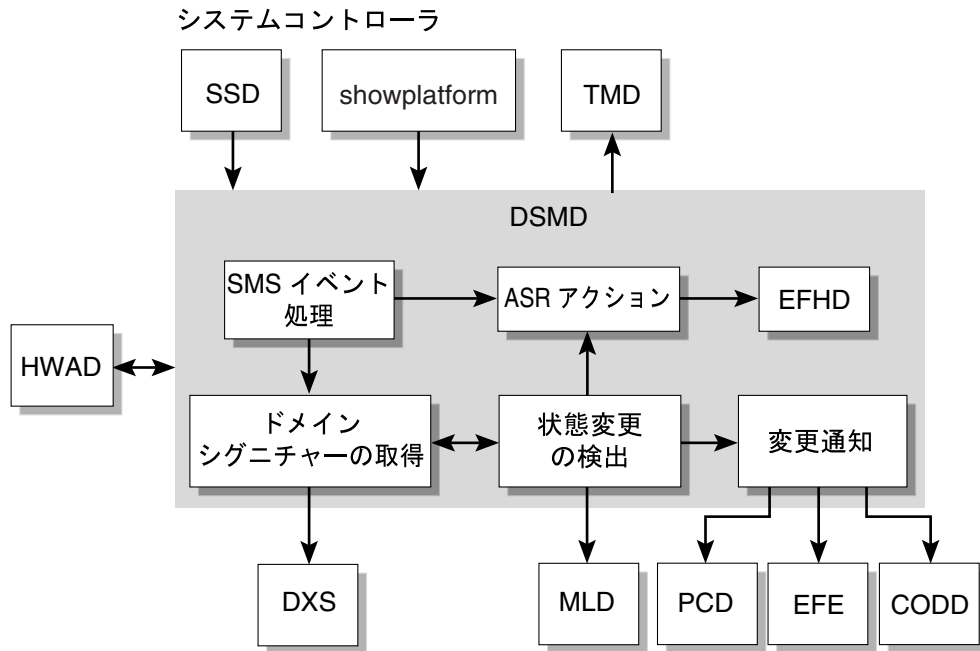 システムコントローラ
SSD
showplatform
TMD
DSMD
SMS イベント
処理
ASR アクション
EFHD
HWAD
ドメイン
シグニチャーの取得
状態変更
の検出
変更通知
DXS
MLD
PCD
EFE
CODD